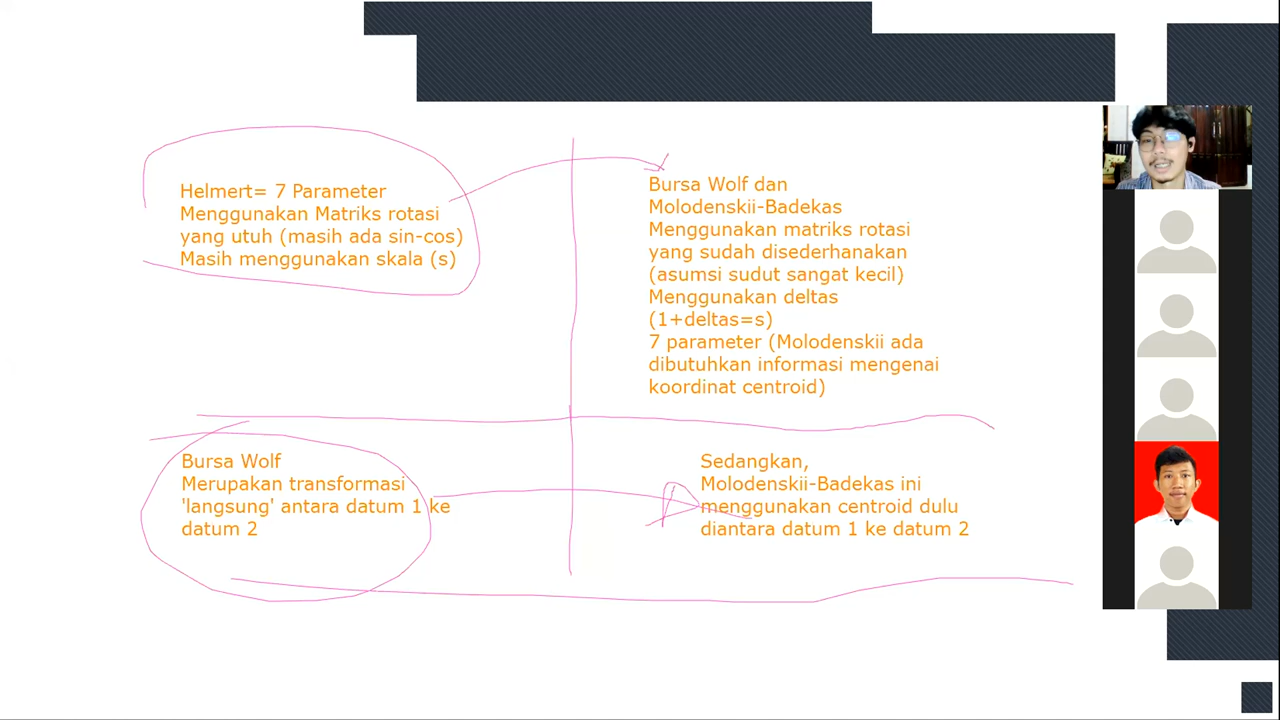 Helmert= 7 Parameter
Menggunakan Matriks rotasi
yang utuh (masih ada sin-cos)
Masih menggunakan skala (s)
Bursa Wolf dan
Molodenskii-Badekas
Menggunakan matriks rotasi
yang sudah disederhanakan
(asumsi sudut sangat kecil)
Menggunakan deltas
(1+deltas=s)
7 parameter (Molodenskii ada
dibutuhkan informasi mengenai
koordinat centroid)
Bursa Wolf
Merupakan transformasi
'langsung' antara datum 1 ke
datum 2
Sedangkan,
Molodenskii-Badekas ini
menggunakan centroid dulu
diantara datum 1 ke datum 2